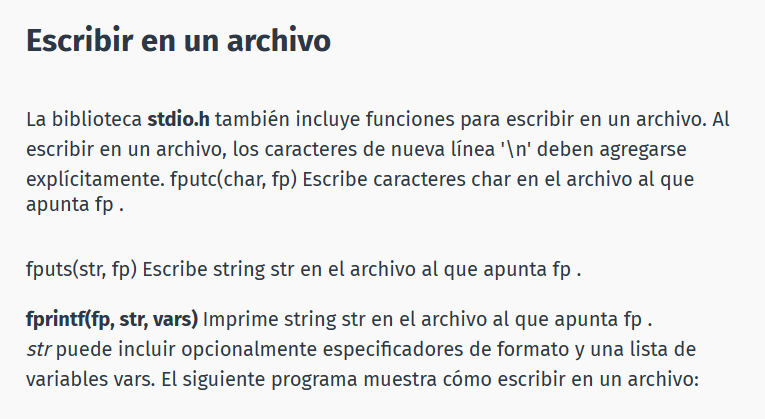 Escribir en un archivo
La biblioteca stdio.h también incluye funciones para escribir en un archivo. Al
escribir en un archivo, los caracteres de nueva línea '\n' deben agregarse
explícitamente. fputc(char, fp) Escribe caracteres char en el archivo al que
apunta fp .
fputs(str, fp) Escribe string str en el archivo al que apunta fp .
fprintf(fp, str, vars) Imprime string str en el archivo al que apunta fp .
str puede incluir opcionalmente especificadores de formato y una lista de
variables vars. El siguiente programa muestra cómo escribir en un archivo: